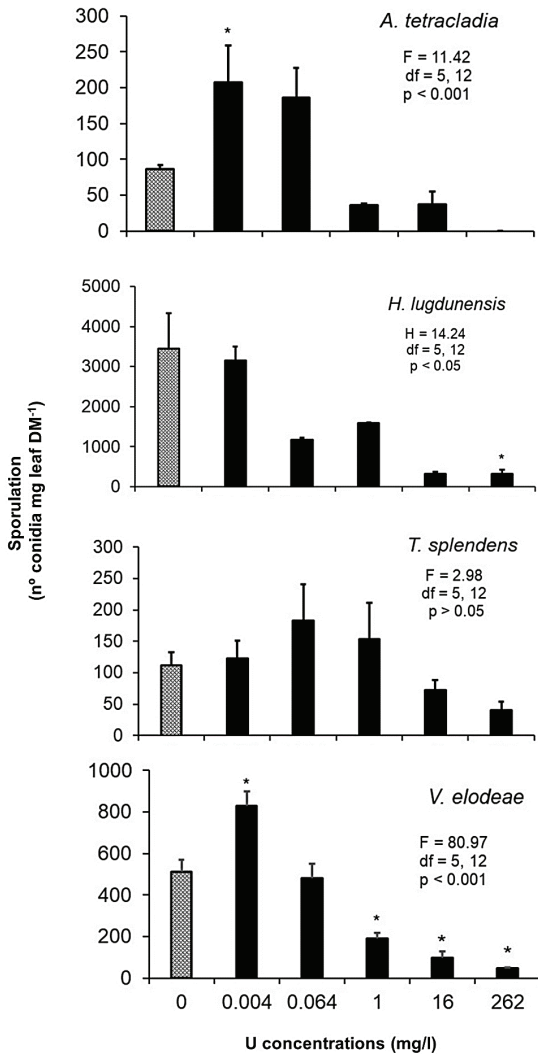 300
250
200
150
100
50
0
*
A. tetracladia
F = 11.42
df = 5, 12
p < 0.001
5000
4000
3000
2000
1000
0
H. lugdunensis
H = 14.24
df = 5, 12
p < 0.05
*
Sporulation
(nº conidia mg leaf DM⁻¹)
300
250
200
150
100
50
0
T. splendens
F = 2.98
df = 5, 12
p > 0.05
1000
800
600
400
200
0
*
*
*
*
V. elodeae
F = 80.97
df = 5, 12
p < 0.001
0 0.004 0.064 1 16 262
U concentrations (mg/l)